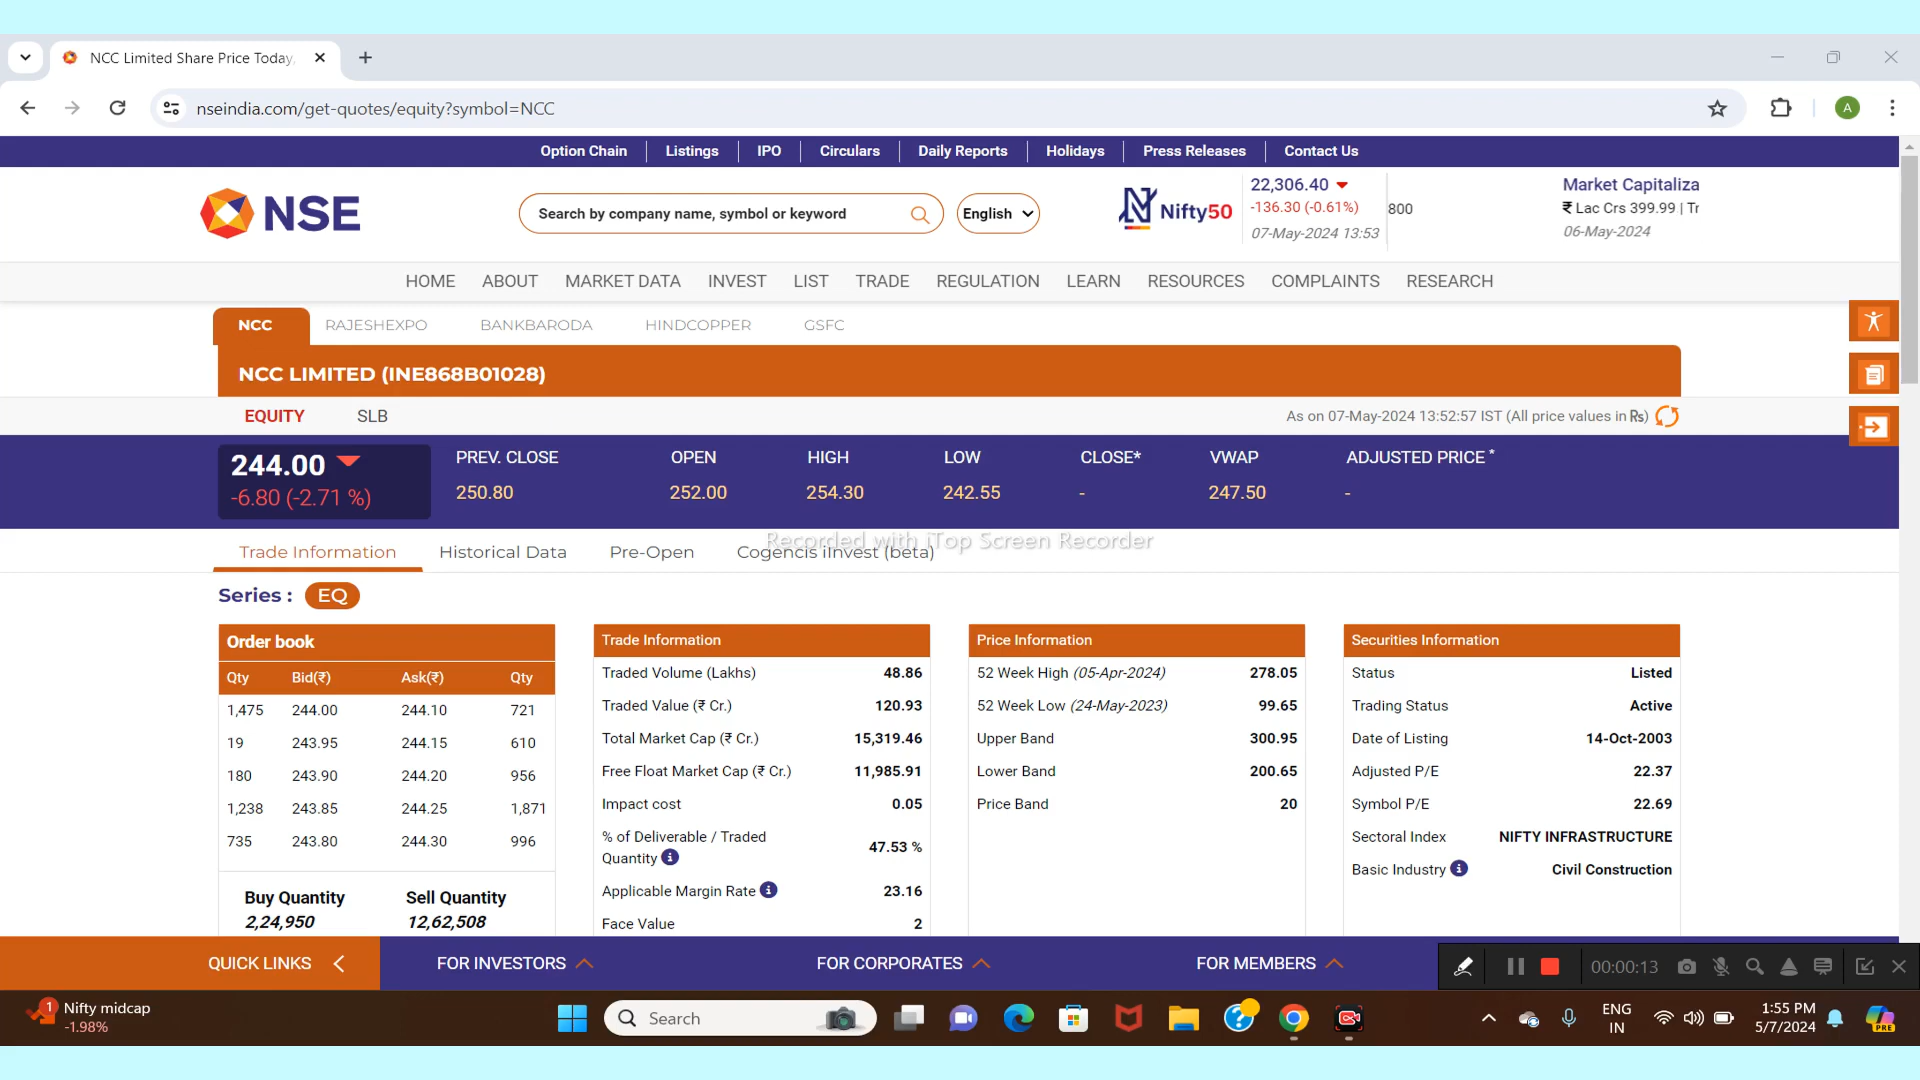 NCC Limited Share Price Today,
nseindia.com/get-quotes/equity?symbol=NCC
A
Option Chain Listings IPO Circulars Daily Reports Holidays Press Releases Contact Us
NSE
Search by company name, symbol or keyword
English
Nifty50
22,306.40
-136.30 (-0.61%)
07-May-2024 13:53
800
Market Capitaliza
₹ Lac Crs 399.99 | Tr
06-May-2024
HOME ABOUT MARKET DATA INVEST LIST TRADE REGULATION LEARN RESOURCES COMPLAINTS RESEARCH
NCC RAJESHEXPO BANKBARODA HINDCOPPER GSFC
NCC LIMITED (INE868B01028)
EQUITY SLB
As on 07-May-2024 13:52:57 IST (All price values in Rs)
244.00
-6.80 (-2.71 %)
PREV. CLOSE OPEN HIGH LOW CLOSE* VWAP ADJUSTED PRICE *
250.80 252.00 254.30 242.55 - 247.50 -
Recorded with iTop Screen Recorder
Trade Information Historical Data Pre-Open Cogencis iInvest (beta)
Series : EQ
Order book
Qty Bid(₹) Ask(₹) Qty
1,475 244.00 244.10 721
19 243.95 244.15 610
180 243.90 244.20 956
1,238 243.85 244.25 1,871
735 243.80 244.30 996
Buy Quantity Sell Quantity
2,24,950 12,62,508
Trade Information
Traded Volume (Lakhs) 48.86
Traded Value (₹ Cr.) 120.93
Total Market Cap (₹ Cr.) 15,319.46
Free Float Market Cap (₹ Cr.) 11,985.91
Impact cost 0.05
% of Deliverable / Traded
Quantity 47.53 %
Applicable Margin Rate 23.16
Face Value 2
Price Information
52 Week High (05-Apr-2024) 278.05
52 Week Low (24-May-2023) 99.65
Upper Band 300.95
Lower Band 200.65
Price Band 20
Securities Information
Status Listed
Trading Status Active
Date of Listing 14-Oct-2003
Adjusted P/E 22.37
Symbol P/E 22.69
Sectoral Index NIFTY INFRASTRUCTURE
Basic Industry Civil Construction
QUICK LINKS
FOR INVESTORS
FOR CORPORATES
FOR MEMBERS
00:00:13
1
Nifty midcap
-1.98%
Search
ENG
IN
1:55 PM
5/7/2024
PRE